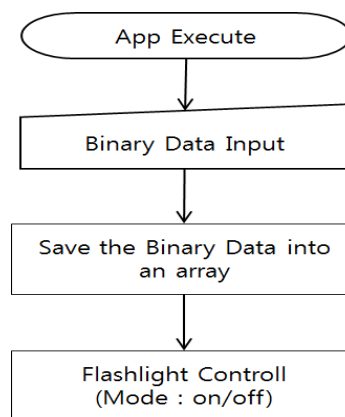 App Execute
Binary Data Input
Save the Binary Data into
an array
Flashlight Controll
(Mode : on/off)